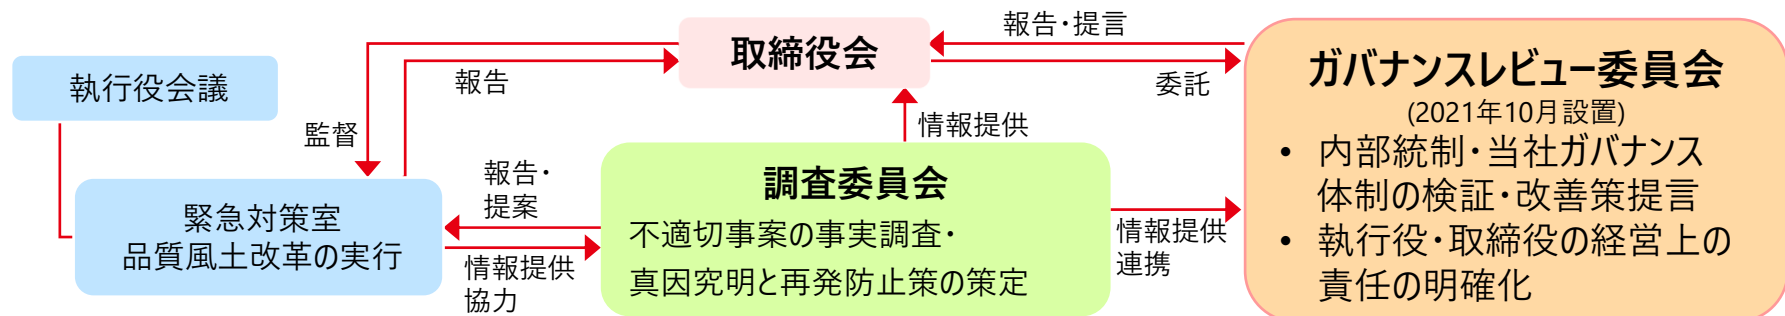 執行役会議
監督
報告
取締役会
報告・提言
委託
情報提供
緊急対策室
品質風土改革の実行
報告・
提案
情報提供
協力
調査委員会
不適切事案の事実調査・
真因究明と再発防止策の策定
情報提供
連携
ガバナンスレビュー委員会
(2021年10月設置)
• 内部統制・当社ガバナンス
体制の検証・改善策提言
• 執行役・取締役の経営上の
責任の明確化